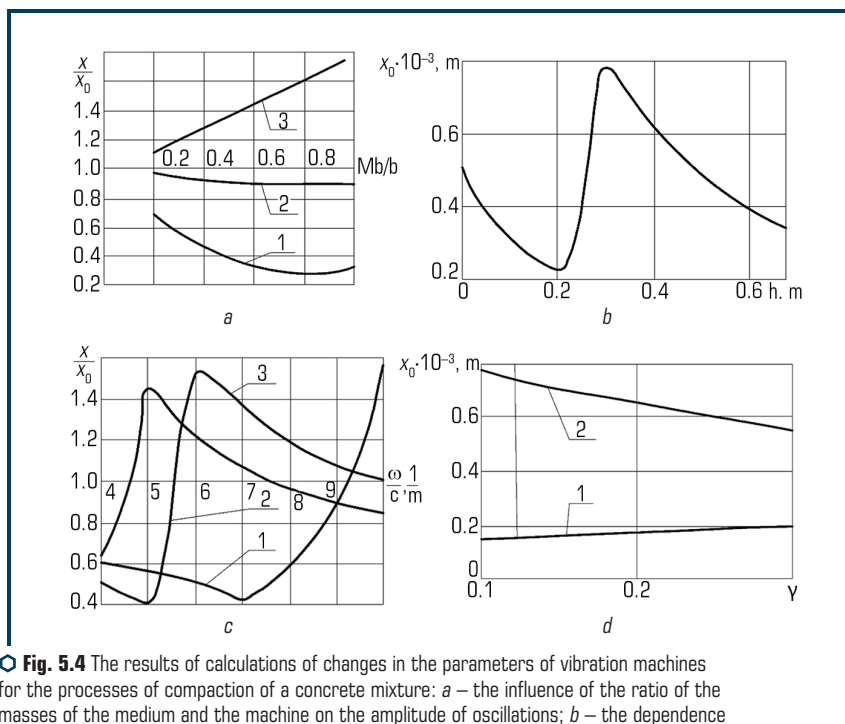 x/x₀
1.4
1.2
1.0
0.8
0.6
0.4
0.2
3
0.2 0.4 0.6 0.8
Mb/b
2
1
a
x₀·10⁻³, m
0.6
0.4
0.2
0 0.2 0.4 0.6 h. m
b
x/x₀
1.4
1.2
1.0
0.8
0.6
0.4
3
4 5 6 7 8 9
ω/c, 1/m
2
1
c
x₀·10⁻³, m
0.6
0.4
0.2
0
2
1
0.1 0.2 γ
d
Fig. 5.4 The results of calculations of changes in the parameters of vibration machines
for the processes of compaction of a concrete mixture: a – the influence of the ratio of the
masses of the medium and the machine on the amplitude of oscillations; b – the dependence